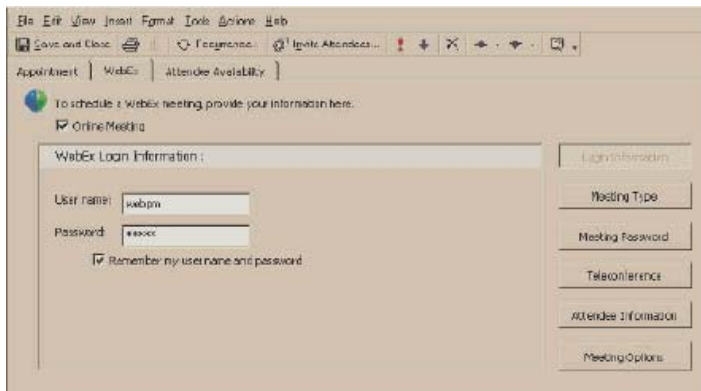 File Edit View Insert Format Tools Actions Help
Save and Close Recurrence... Invite Attendees...
Appointment WebEx Attendee Availability
To schedule a WebEx meeting, provide your information here.
Online Meeting
WebEx Login Information :
Login Information
User name: webpm
Meeting Type
Password: *****
Meeting Password
Remember my user name and password
Teleconference
Attendee Information
Meeting Options